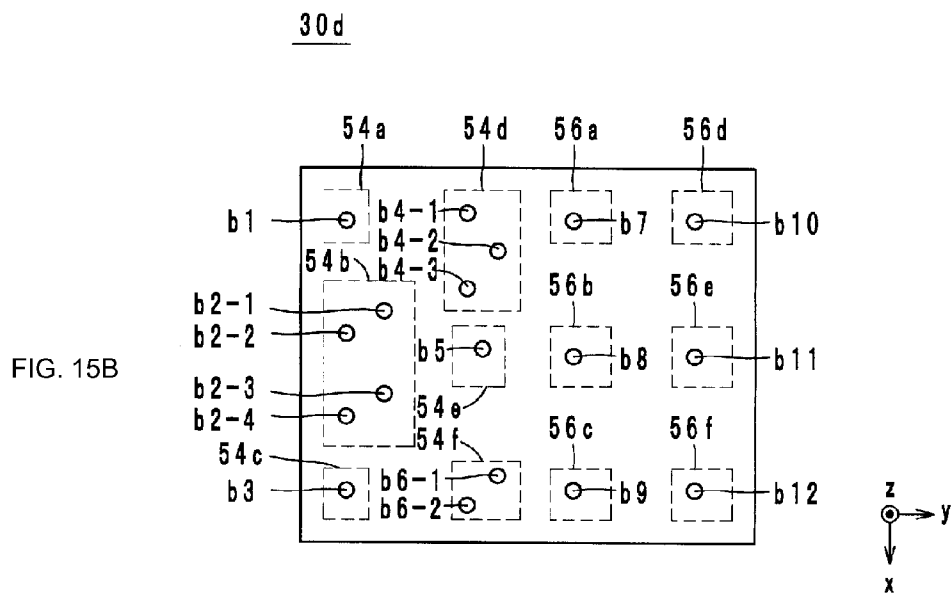 30d
54a 54d 56a 56d
b1 b4-1 b7 b10
b4-2
54b b4-3
56b 56e
b2-1
b2-2
b5 b8 b11
FIG. 15B
b2-3
54e
b2-4
54f
54c 56c 56f
b6-1
b3 b9 b12
b6-2
z
y
x